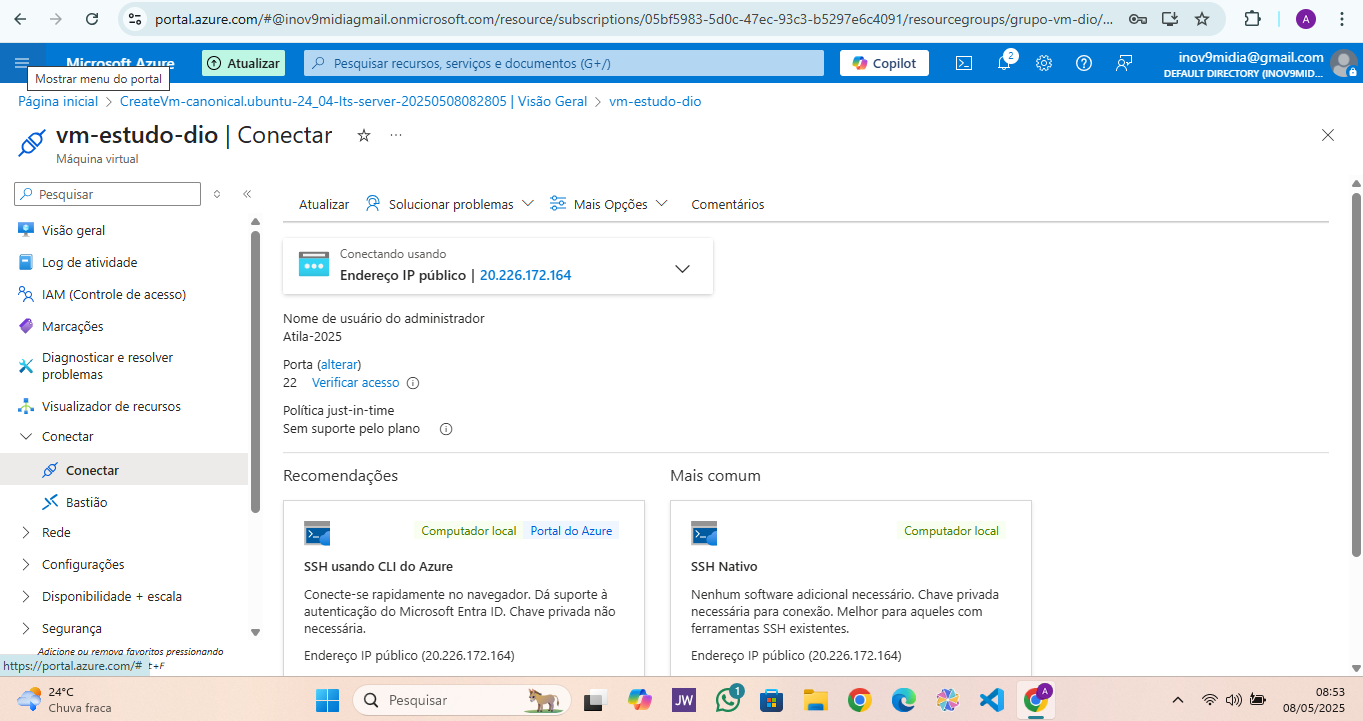 portal.azure.com/#@inov9midiagmail.onmicrosoft.com/resource/subscriptions/05bf5983-5d0c-47ec-93c3-b5297e6c4091/resourcegroups/grupo-vm-dio/...
A
Microsoft Azure
Atualizar
Pesquisar recursos, serviços e documentos (G+/)
Copilot
2
inov9midia@gmail.com
DEFAULT DIRECTORY (INOV9MID...
Mostrar menu do portal
Página inicial > CreateVm-canonical.ubuntu-24_04-lts-server-20250508082805 | Visão Geral > vm-estudo-dio
vm-estudo-dio | Conectar
Máquina virtual
Pesquisar
Visão geral
Log de atividade
IAM (Controle de acesso)
Marcações
Diagnosticar e resolver
problemas
Visualizador de recursos
Conectar
Conectar
Bastião
Rede
Configurações
Disponibilidade + escala
Segurança
Adicione ou remova favoritos pressionando
t+F
https://portal.azure.com/#
Atualizar
Solucionar problemas
Mais Opções
Comentários
Conectando usando
Endereço IP público | 20.226.172.164
Nome de usuário do administrador
Atila-2025
Porta (alterar)
22 Verificar acesso
Política just-in-time
Sem suporte pelo plano
Recomendações
Computador local Portal do Azure
SSH usando CLI do Azure
Conecte-se rapidamente no navegador. Dá suporte à
autenticação do Microsoft Entra ID. Chave privada não
necessária.
Endereço IP público (20.226.172.164)
Mais comum
Computador local
SSH Nativo
Nenhum software adicional necessário. Chave privada
necessária para conexão. Melhor para aqueles com
ferramentas SSH existentes.
Endereço IP público (20.226.172.164)
24°C
Chuva fraca
Pesquisar
JW
1
A
08:53
08/05/2025